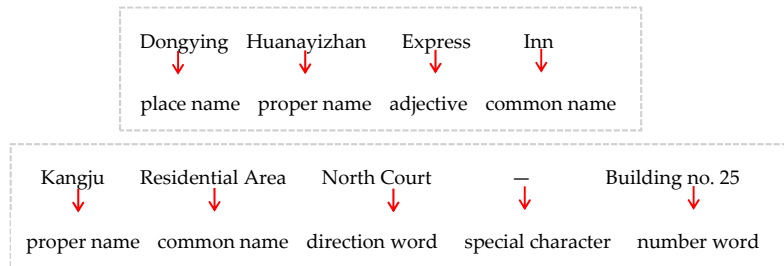 Dongying Huanayizhan Express Inn
place name proper name adjective common name
Kangju Residential Area North Court — Building no. 25
proper name common name direction word special character number word